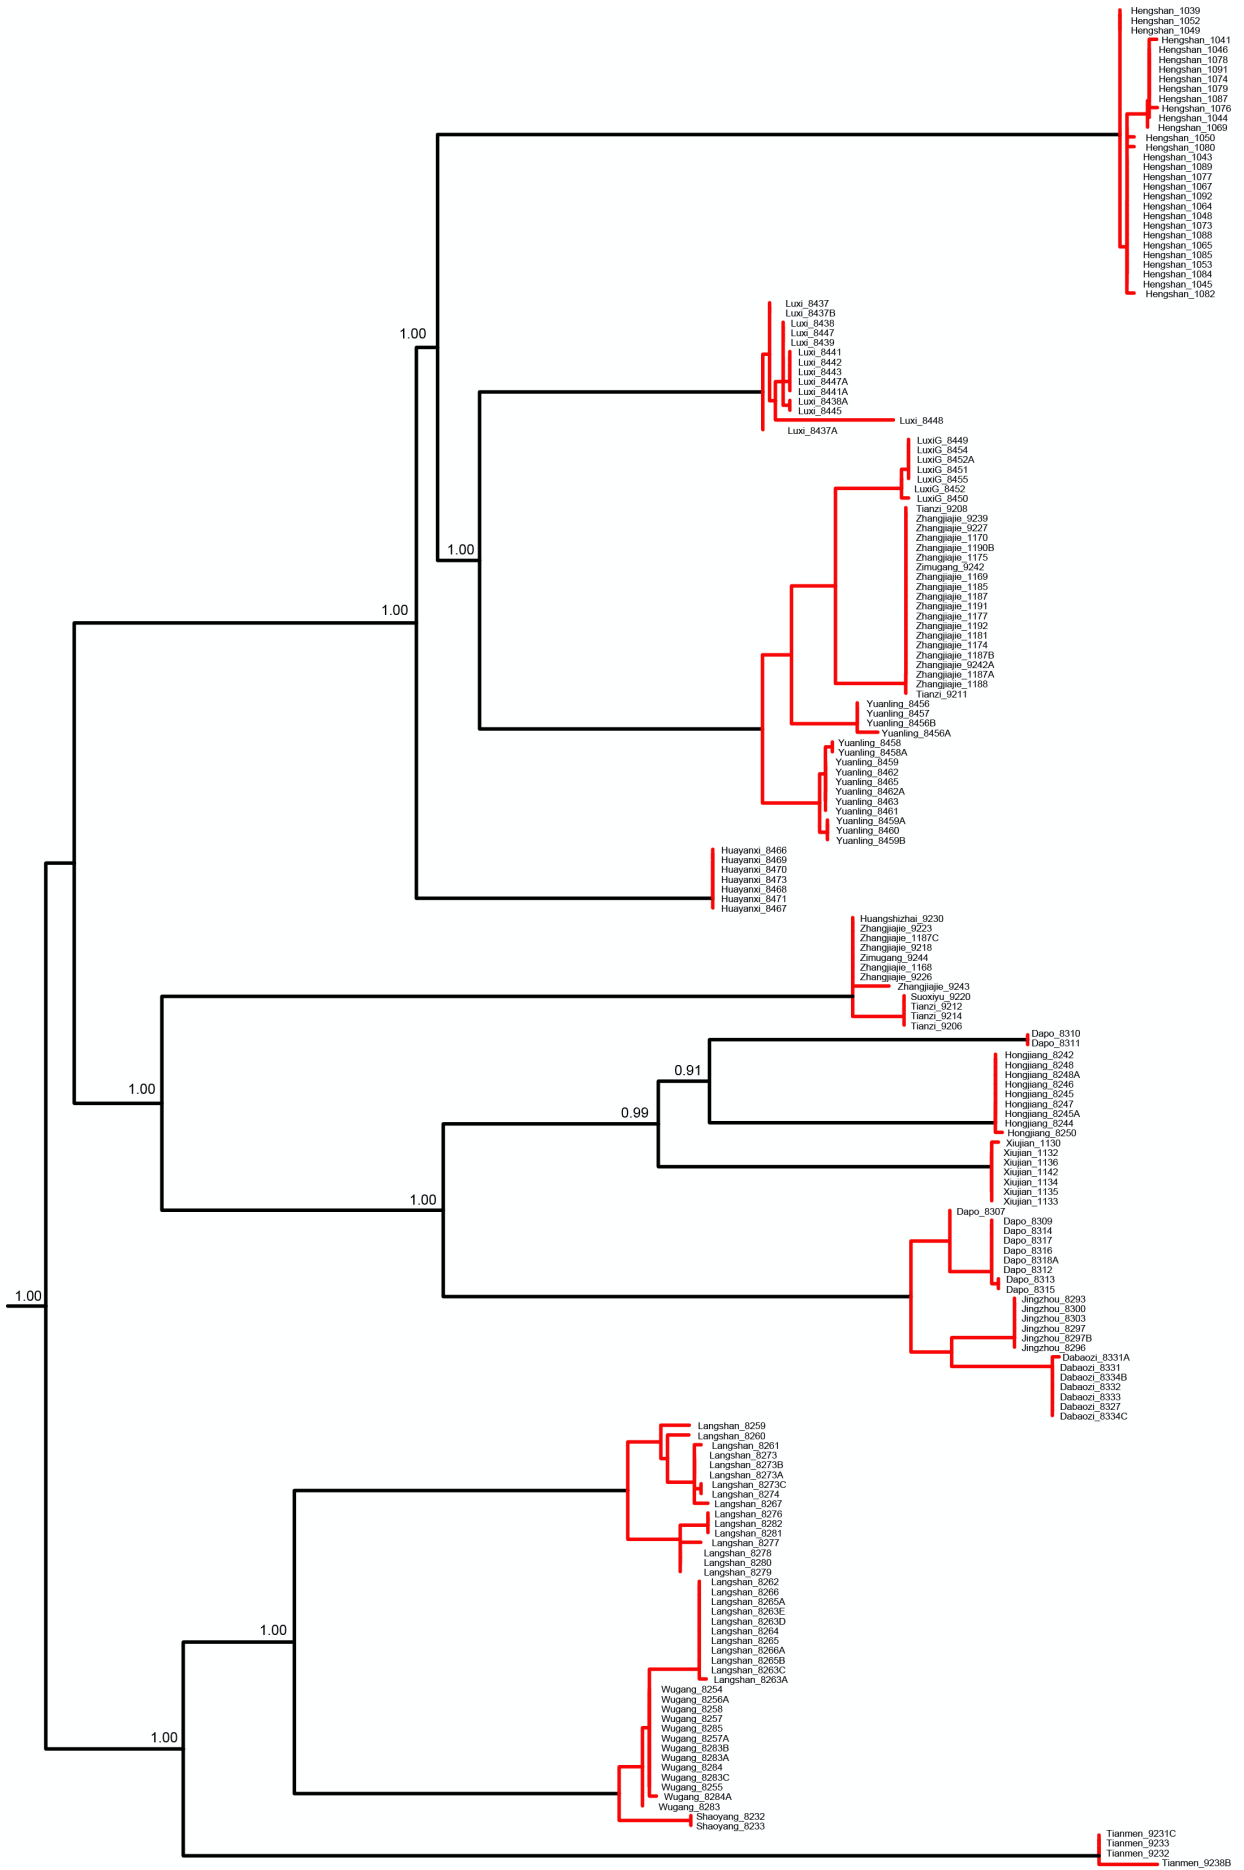 Hengshan_1039
Hengshan_1052
Hengshan_1049
Hengshan_1041
Hengshan_1046
Hengshan_1078
Hengshan_1091
Hengshan_1074
Hengshan_1079
Hengshan_1087
Hengshan_1076
Hengshan_1044
Hengshan_1069
Hengshan_1050
Hengshan_1080
Hengshan_1043
Hengshan_1089
Hengshan_1077
Hengshan_1067
Hengshan_1092
Hengshan_1064
Hengshan_1048
Hengshan_1073
Hengshan_1088
Hengshan_1065
Hengshan_1085
Hengshan_1053
Hengshan_1084
Hengshan_1045
Hengshan_1082
Luxi_8437
Luxi_8437B
Luxi_8438
1.00
Luxi_8447
Luxi_8439
Luxi_8441
Luxi_8442
Luxi_8443
Luxi_8447A
Luxi_8441A
Luxi_8438A
Luxi_8445
Luxi_8448
Luxi_8437A
LuxiG_8449
LuxiG_8454
LuxiG_8452A
LuxiG_8451
LuxiG_8455
LuxiG_8452
LuxiG_8450
Tianzi_9208
Zhangjiajie_9239
Zhangjiajie_9227
Zhangjiajie_1170
Zhangjiajie_1190B
1.00
Zhangjiajie_1175
Zimugang_9242
Zhangjiajie_1169
Zhangjiajie_1185
Zhangjiajie_1187
Zhangjiajie_1191
1.00
Zhangjiajie_1177
Zhangjiajie_1192
Zhangjiajie_1181
Zhangjiajie_1174
Zhangjiajie_1187B
Zhangjiajie_9242A
Zhangjiajie_1187A
Zhangjiajie_1188
Tianzi_9211
Yuanling_8456
Yuanling_8457
Yuanling_8456B
Yuanling_8456A
Yuanling_8458
Yuanling_8458A
Yuanling_8459
Yuanling_8462
Yuanling_8465
Yuanling_8462A
Yuanling_8463
Yuanling_8461
Yuanling_8459A
Yuanling_8460
Yuanling_8459B
Huayanxi_8466
Huayanxi_8469
Huayanxi_8470
Huayanxi_8473
Huayanxi_8468
Huayanxi_8471
Huayanxi_8467
Huangshizhai_9230
Zhangjiajie_9223
Zhangjiajie_1187C
Zhangjiajie_9218
Zimugang_9244
Zhangjiajie_1168
Zhangjiajie_9226
Zhangjiajie_9243
Suoxiyu_9220
Tianzi_9212
Tianzi_9214
Tianzi_9206
Dapo_8310
Dapo_8311
Hongjiang_8242
Hongjiang_8248
0.91
Hongjiang_8248A
Hongjiang_8246
1.00
Hongjiang_8245
Hongjiang_8247
0.99
Hongjiang_8245A
Hongjiang_8244
Hongjiang_8250
Xiujian_1130
Xiujian_1132
Xiujian_1136
Xiujian_1142
Xiujian_1134
Xiujian_1135
1.00
Xiujian_1133
Dapo_8307
Dapo_8309
Dapo_8314
Dapo_8317
Dapo_8316
Dapo_8318A
Dapo_8312
Dapo_8313
Dapo_8315
1.00
Jingzhou_8293
Jingzhou_8300
Jingzhou_8303
Jingzhou_8297
Jingzhou_8297B
Jingzhou_8296
Dabaozi_8331A
Dabaozi_8331
Dabaozi_8334B
Dabaozi_8332
Dabaozi_8333
Dabaozi_8327
Dabaozi_8334C
Langshan_8259
Langshan_8260
Langshan_8261
Langshan_8273
Langshan_8273B
Langshan_8273A
Langshan_8273C
Langshan_8274
Langshan_8267
Langshan_8276
Langshan_8282
Langshan_8281
Langshan_8277
Langshan_8278
Langshan_8280
Langshan_8279
Langshan_8262
Langshan_8266
Langshan_8265A
Langshan_8263E
Langshan_8263D
1.00
Langshan_8264
Langshan_8265
Langshan_8266A
Langshan_8265B
Langshan_8263C
Langshan_8263A
Wugang_8254
Wugang_8256A
Wugang_8258
Wugang_8257
Wugang_8285
1.00
Wugang_8257A
Wugang_8283B
Wugang_8283A
Wugang_8284
Wugang_8283C
Wugang_8255
Wugang_8284A
Wugang_8283
Shaoyang_8232
Shaoyang_8233
Tianmen_9231C
Tianmen_9233
Tianmen_9232
Tianmen_9238B